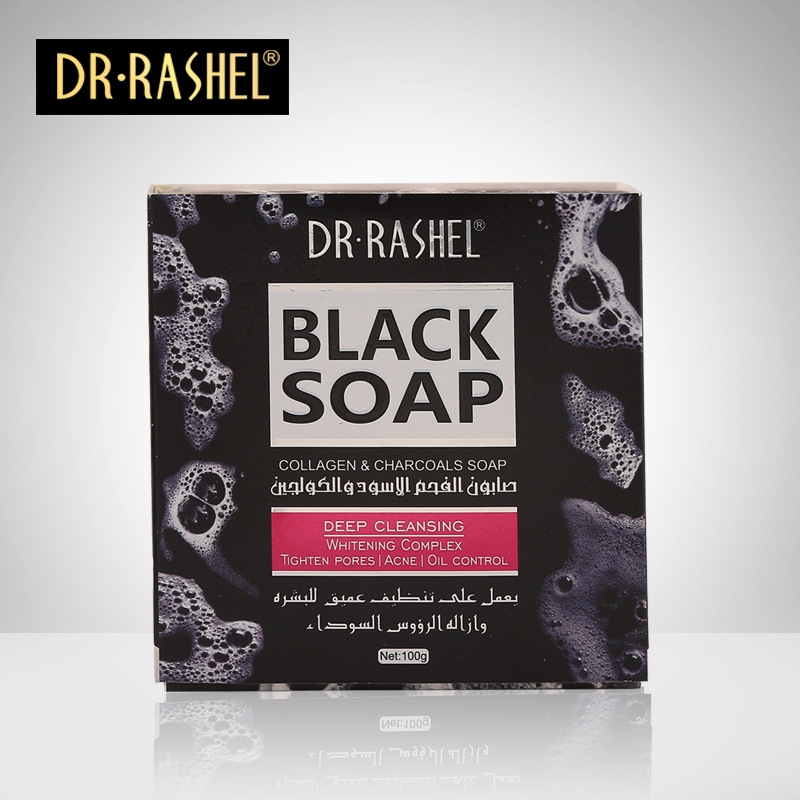 DR·RASHEL®
DR·RASHEL®
BLACK
SOAP
COLLAGEN & CHARCOALS SOAP
صابون الفحم الاسود والكولجين
DEEP CLEANSING
WHITENING COMPLEX
TIGHTEN PORES | ACNE | OIL CONTROL
يعمل على تنظيف عميق للبشره
وازاله الرؤوس السوداء
Net:100g